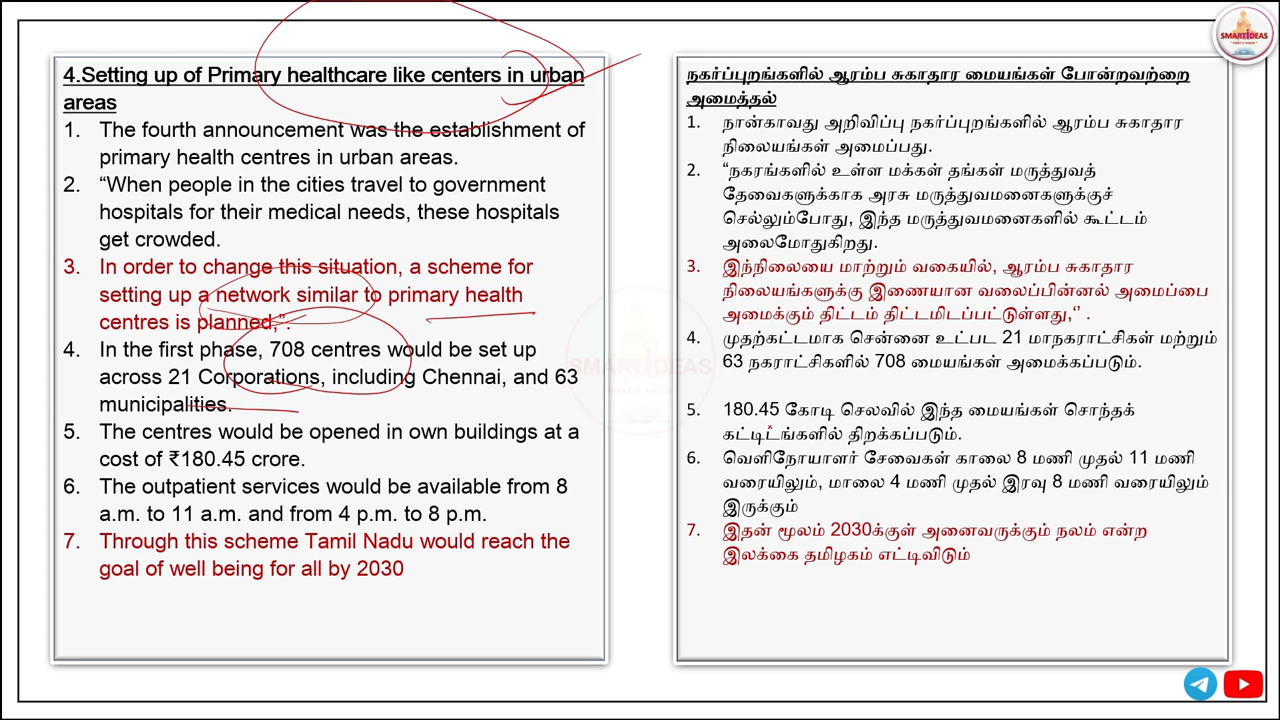 SMARTIDEAS
4.Setting up of Primary healthcare like centers in urban
areas
1. The fourth announcement was the establishment of
primary health centres in urban areas.
2. “When people in the cities travel to government
hospitals for their medical needs, these hospitals
get crowded.
3. In order to change this situation, a scheme for
setting up a network similar to primary health
centres is planned,”.
4. In the first phase, 708 centres would be set up
across 21 Corporations, including Chennai, and 63
municipalities.
5. The centres would be opened in own buildings at a
cost of ₹180.45 crore.
6. The outpatient services would be available from 8
a.m. to 11 a.m. and from 4 p.m. to 8 p.m.
7. Through this scheme Tamil Nadu would reach the
goal of well being for all by 2030
நகர்ப்புறங்களில் ஆரம்ப சுகாதார மையங்கள் போன்றவற்றை
அமைத்தல்
1. நான்காவது அறிவிப்பு நகர்ப்புறங்களில் ஆரம்ப சுகாதார
நிலையங்கள் அமைப்பது.
2. “நகரங்களில் உள்ள மக்கள் தங்கள் மருத்துவத்
தேவைகளுக்காக அரசு மருத்துவமனைகளுக்குச்
செல்லும்போது, இந்த மருத்துவமனைகளில் கூட்டம்
அலைமோதுகிறது.
3. இந்நிலையை மாற்றும் வகையில், ஆரம்ப சுகாதார
நிலையங்களுக்கு இணையான வலைப்பின்னல் அமைப்பை
அமைக்கும் திட்டம் திட்டமிடப்பட்டுள்ளது,‘’ .
4. முதற்கட்டமாக சென்னை உட்பட 21 மாநகராட்சிகள் மற்றும்
63 நகராட்சிகளில் 708 மையங்கள் அமைக்கப்படும்.
5. 180.45 கோடி செலவில் இந்த மையங்கள் சொந்தக்
கட்டிடங்களில் திறக்கப்படும்.
6. வெளிநோயாளர் சேவைகள் காலை 8 மணி முதல் 11 மணி
வரையிலும், மாலை 4 மணி முதல் இரவு 8 மணி வரையிலும்
இருக்கும்
7. இதன் மூலம் 2030க்குள் அனைவருக்கும் நலம் என்ற
இலக்கை தமிழகம் எட்டிவிடும்
SMARTIDEAS